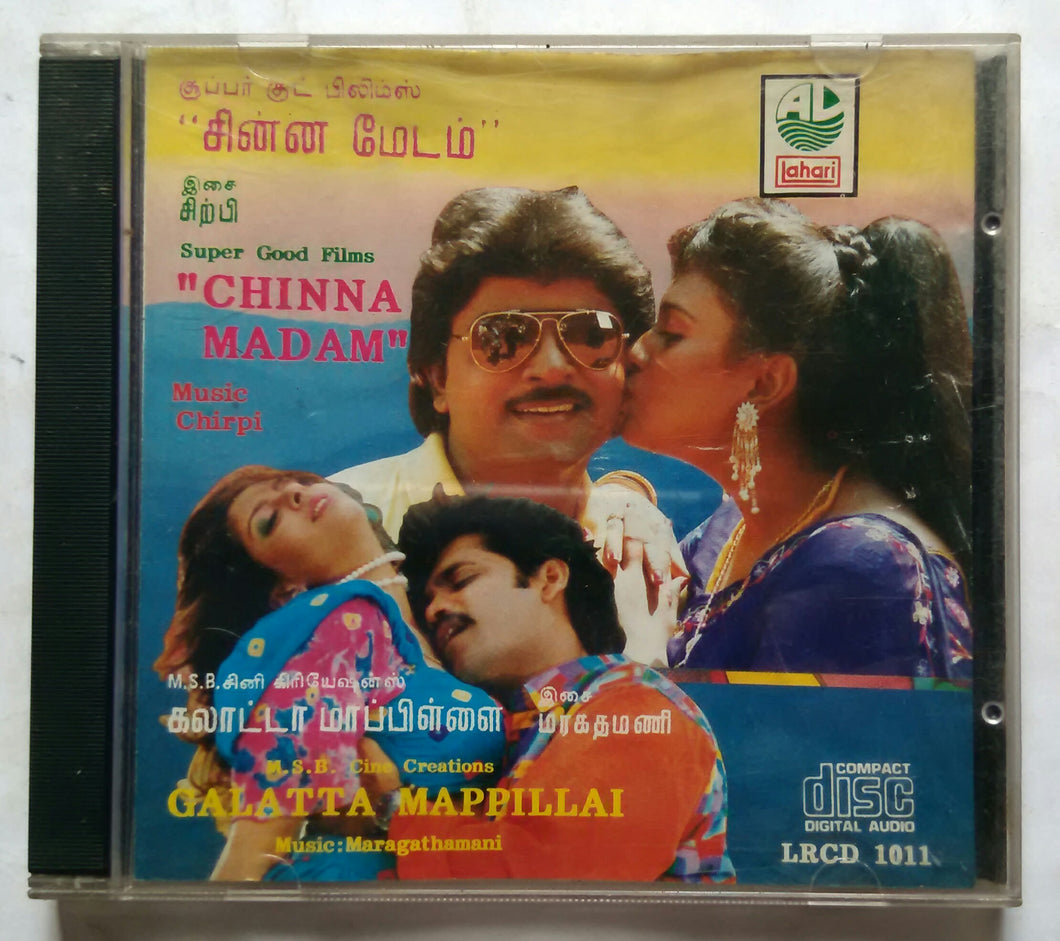 சூப்பர் குட் பிலிம்ஸ்
"சின்ன மேடம்"
இசை
சிற்பி
Super Good Films
"CHINNA
MADAM"
Music
Chirpi
AL
Lahari
M.S.B. சினி கிரியேஷன்ஸ்
கலாட்டா மாப்பிள்ளை
இசை
மரகதமணி
M.S.B. Cine Creations
GALATTA MAPPILLAI
Music:Maragathamani
COMPACT
disc
DIGITAL AUDIO
LRCD 1011